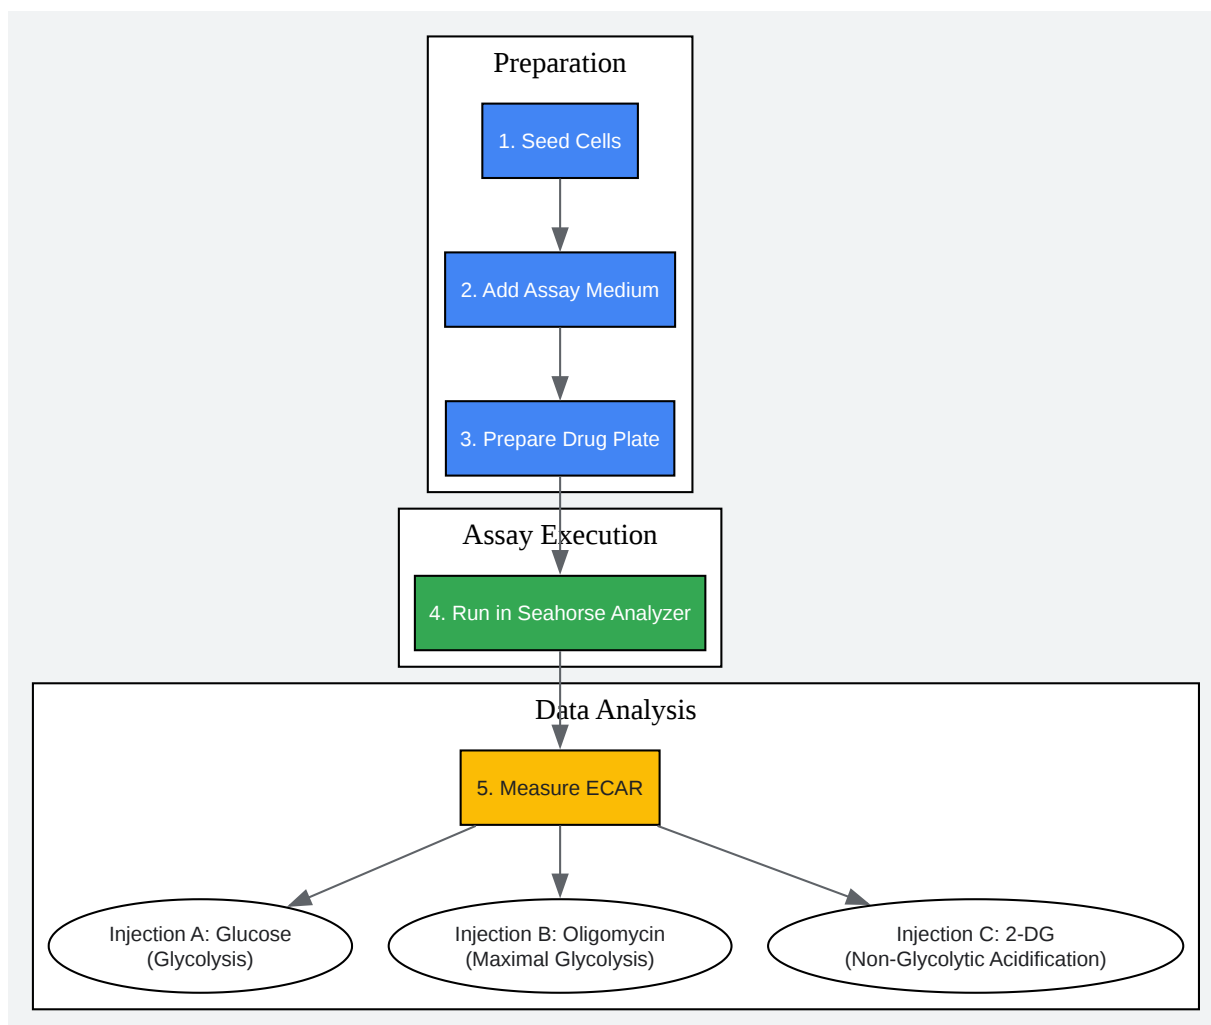 Preparation
1. Seed Cells
2. Add Assay Medium
3. Prepare Drug Plate
Assay Execution
4. Run in Seahorse Analyzer
Data Analysis
5. Measure ECAR
Injection A: Glucose
(Glycolysis)
Injection B: Oligomycin
(Maximal Glycolysis)
Injection C: 2-DG
(Non-Glycolytic Acidification)